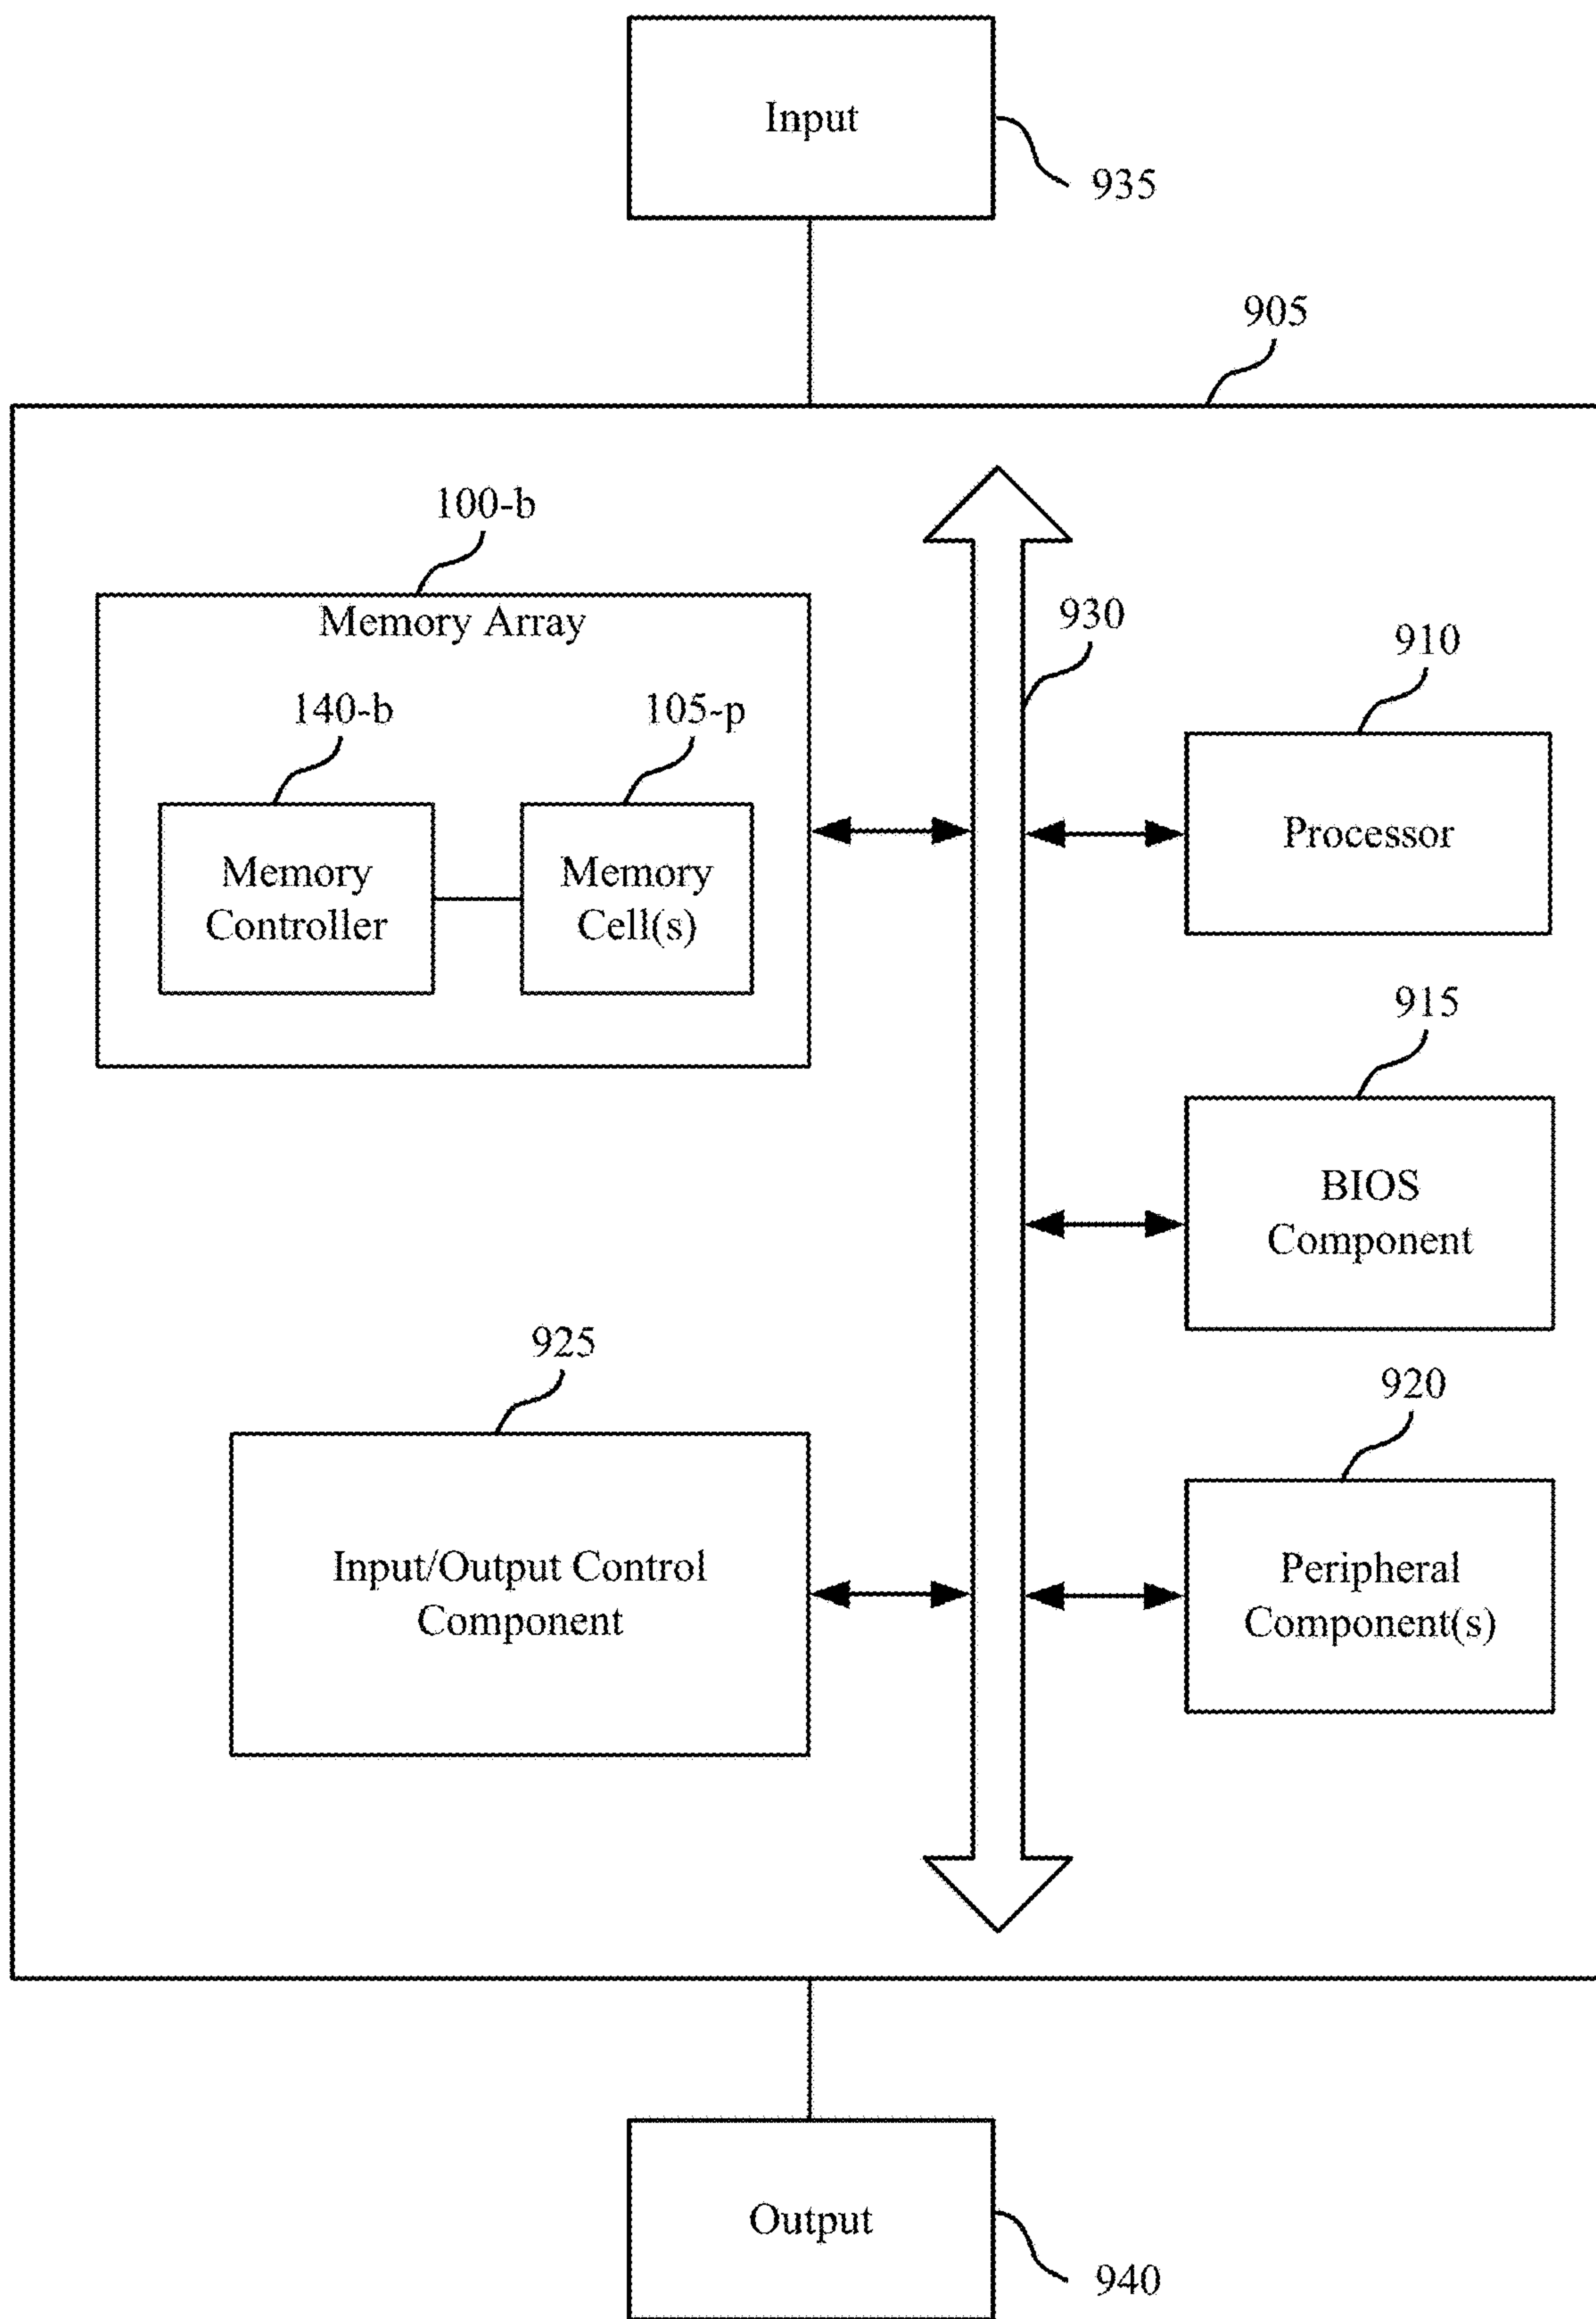 Input
935
905
100-b
Memory Array
930
910
140-b
105-p
Memory
Controller
Memory
Cell(s)
Processor
915
BIOS
Component
925
920
Input/Output Control
Component
Peripheral
Component(s)
Output
940